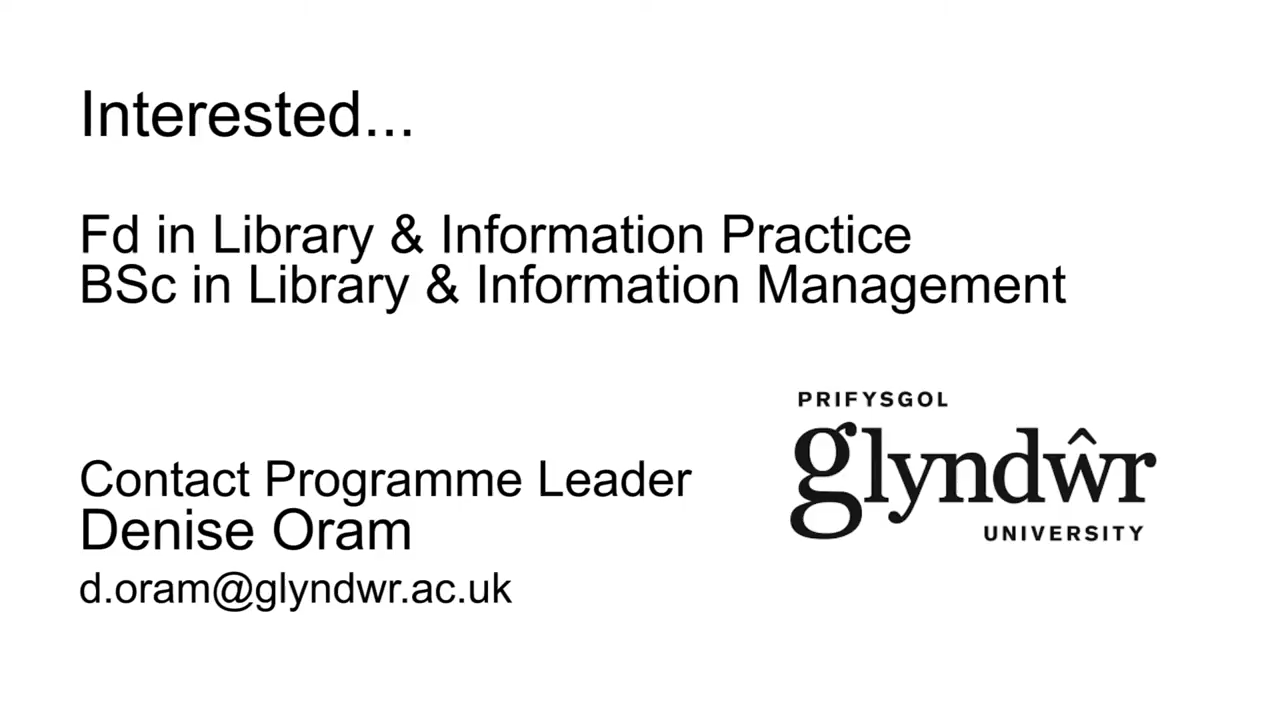 Interested...
Fd in Library & Information Practice
BSc in Library & Information Management
Contact Programme Leader
Denise Oram
d.oram@glyndwr.ac.uk
PRIFYSGOL
glyndŵr
UNIVERSITY